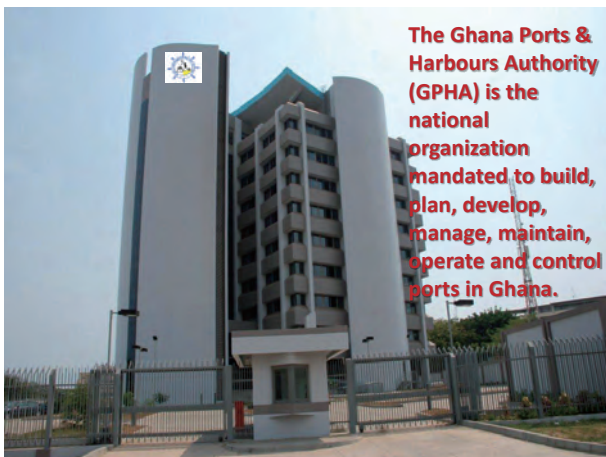 The Ghana Ports &
Harbours Authority
(GPHA) is the
national
organization
mandated to build,
plan, develop,
manage, maintain,
operate and control
ports in Ghana.